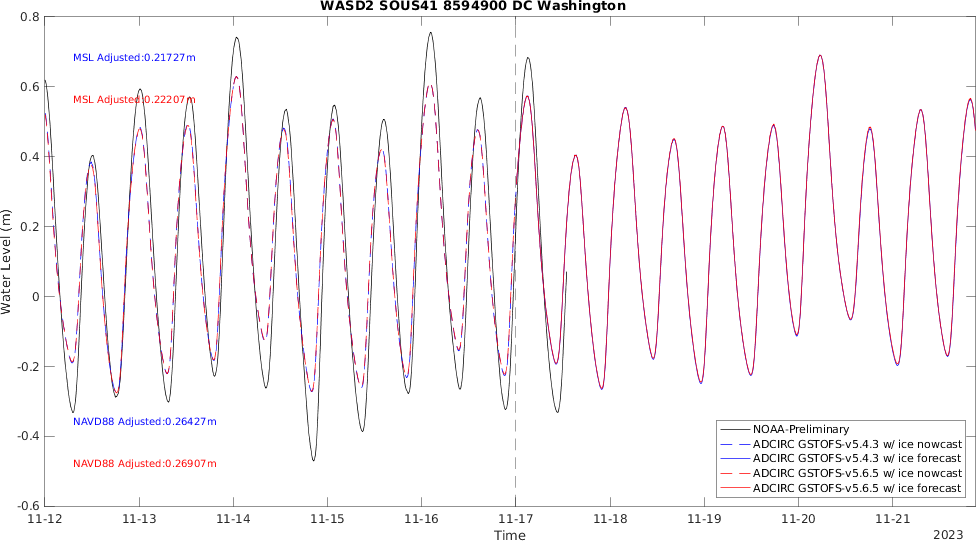 WASD2 SOUS41 8594900 DC Washington
0.8
0.6
0.4
0.2
0
-0.2
-0.4
-0.6
Water Level (m)
MSL Adjusted:0.21727m
MSL Adjusted:0.22207m
NAVD88 Adjusted:0.26427m
NAVD88 Adjusted:0.26907m
NOAA-Preliminary
ADCIRC GSTOFS-v5.4.3 w/ ice nowcast
ADCIRC GSTOFS-v5.4.3 w/ ice forecast
ADCIRC GSTOFS-v5.6.5 w/ ice nowcast
ADCIRC GSTOFS-v5.6.5 w/ ice forecast
11-12 11-13 11-14 11-15 11-16 11-17 11-18 11-19 11-20 11-21
Time
2023